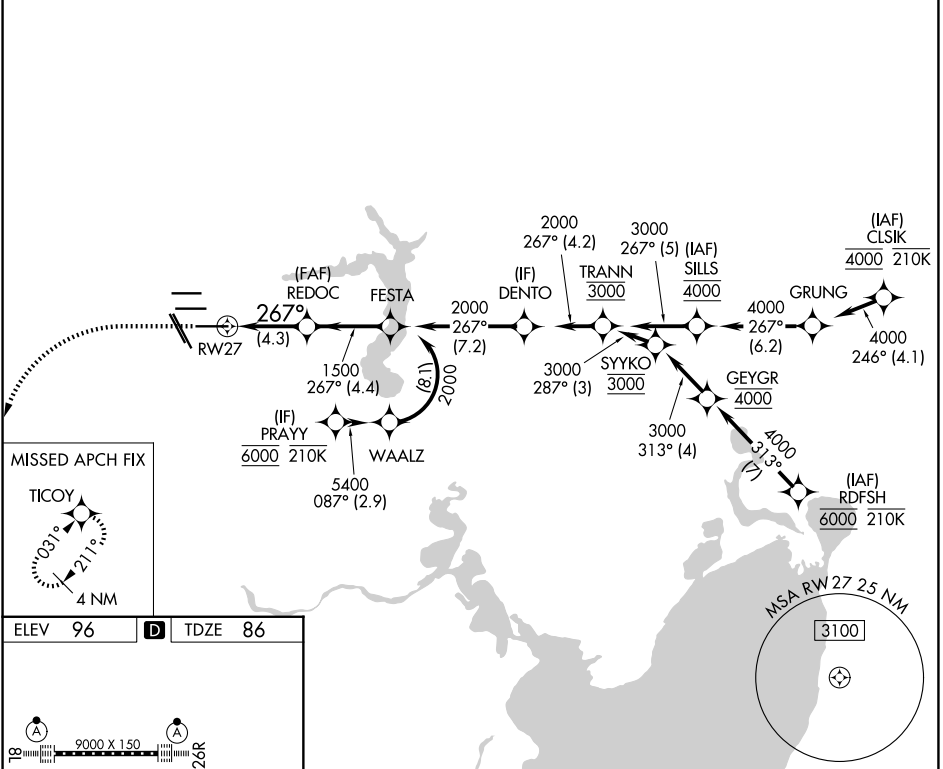 (IAF)
CLSIK
4000 210K
2000
267° (4.2)
3000
267° (5)
(IAF)
SILLS
4000
(FAF)
REDOC
FESTA
(IF)
DENTO
TRANN
3000
GRUNG
267°
(4.3)
RW27
2000
267°
(7.2)
4000
267°
(6.2)
4000
246° (4.1)
1500
267° (4.4)
(8.1)
2000
3000
287° (3)
SYYKO
3000
GEYGR
4000
(IF)
PRAYY
6000 210K
WAALZ
5400
087° (2.9)
3000
313° (4)
4000
313°
(7)
(IAF)
RDFSH
6000 210K
MISSED APCH FIX
TICOY
031°
211°
4 NM
MSA RW27 25 NM
3100
ELEV 96 D TDZE 86
A
A
8L
9000 X 150
26R